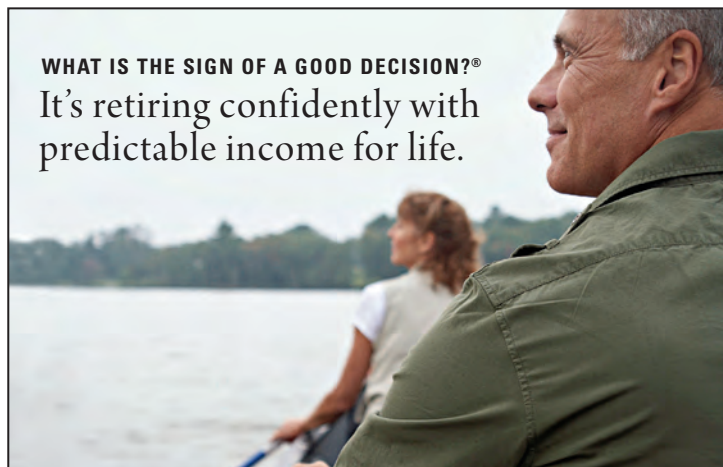 WHAT IS THE SIGN OF A GOOD DECISION?®
It’s retiring confidently with
predictable income for life.